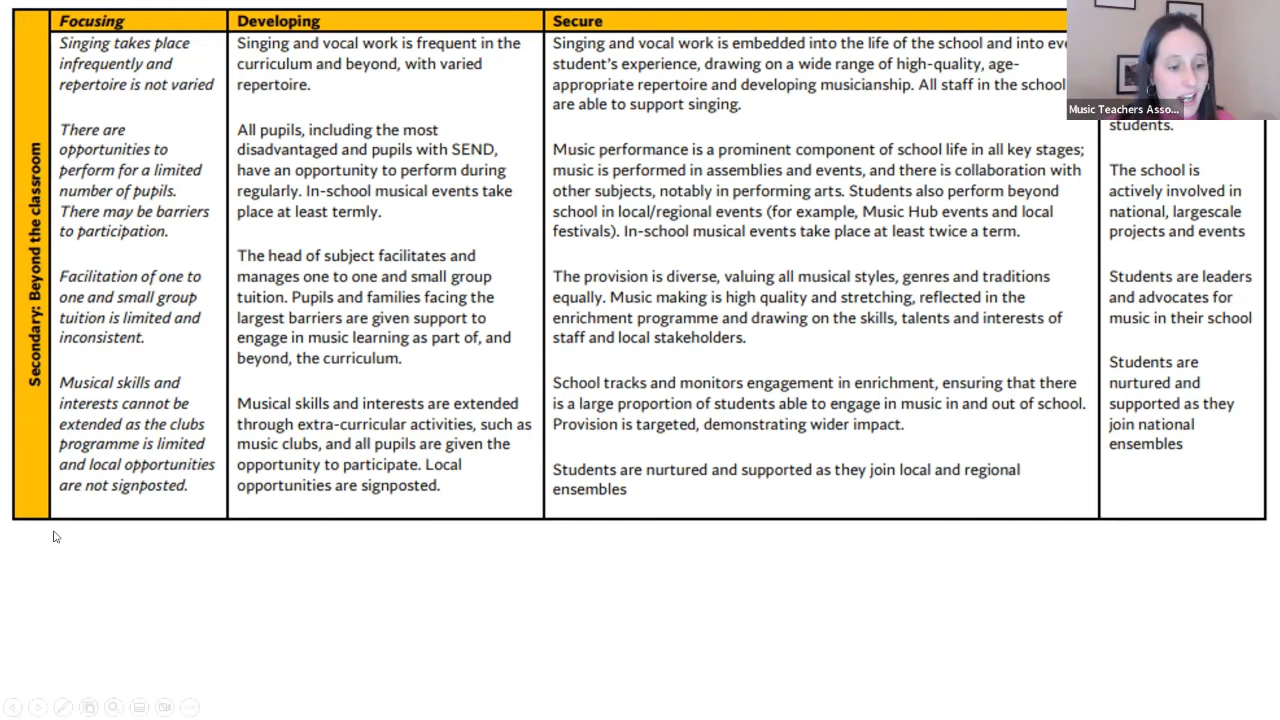 Secondary: Beyond the classroom
Focusing
Singing takes place
infrequently and
repertoire is not varied
There are
opportunities to
perform for a limited
number of pupils.
There may be barriers
to participation.
Facilitation of one to
one and small group
tuition is limited and
inconsistent.
Musical skills and
interests cannot be
extended as the clubs
programme is limited
and local opportunities
are not signposted.
Developing
Singing and vocal work is frequent in the
curriculum and beyond, with varied
repertoire.
All pupils, including the most
disadvantaged and pupils with SEND,
have an opportunity to perform during
regularly. In-school musical events take
place at least termly.
The head of subject facilitates and
manages one to one and small group
tuition. Pupils and families facing the
largest barriers are given support to
engage in music learning as part of, and
beyond, the curriculum.
Musical skills and interests are extended
through extra-curricular activities, such as
music clubs, and all pupils are given the
opportunity to participate. Local
opportunities are signposted.
Secure
Singing and vocal work is embedded into the life of the school and into
student's experience, drawing on a wide range of high-quality, age-
appropriate repertoire and developing musicianship. All staff in the school
are able to support singing.
Music performance is a prominent component of school life in all key stages;
music is performed in assemblies and events, and there is collaboration with
other subjects, notably in performing arts. Students also perform beyond
school in local/regional events (for example, Music Hub events and local
festivals). In-school musical events take place at least twice a term.
The provision is diverse, valuing all musical styles, genres and traditions
equally. Music making is high quality and stretching, reflected in the
enrichment programme and drawing on the skills, talents and interests of
staff and local stakeholders.
School tracks and monitors engagement in enrichment, ensuring that there
is a large proportion of students able to engage in music in and out of school.
Provision is targeted, demonstrating wider impact.
Students are nurtured and supported as they join local and regional
ensembles
Music Teachers Asso...
students.
The school is
actively involved in
national, largescale
projects and events
Students are leaders
and advocates for
music in their school
Students are
nurtured and
supported as they
join national
ensembles